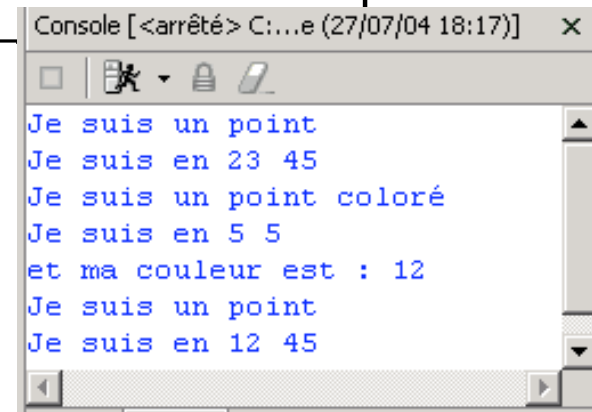 Console [<arrêté> C:...e (27/07/04 18:17)]
Je suis un point
Je suis en 23 45
Je suis un point coloré
Je suis en 5 5
et ma couleur est : 12
Je suis un point
Je suis en 12 45